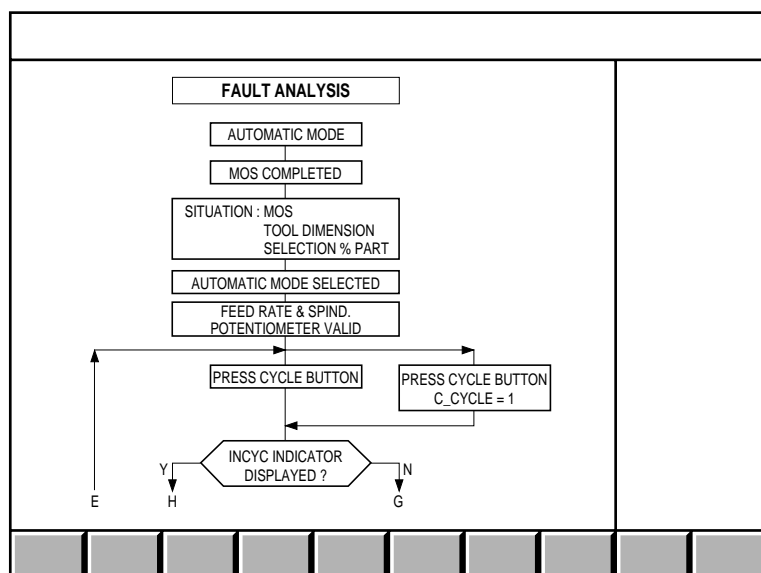 FAULT ANALYSIS
AUTOMATIC MODE
MOS COMPLETED
SITUATION : MOS
TOOL DIMENSION
SELECTION % PART
AUTOMATIC MODE SELECTED
FEED RATE & SPIND.
POTENTIOMETER VALID
PRESS CYCLE BUTTON
PRESS CYCLE BUTTON
C_CYCLE = 1
INCYC INDICATOR
DISPLAYED ?
Y
N
E
H
G